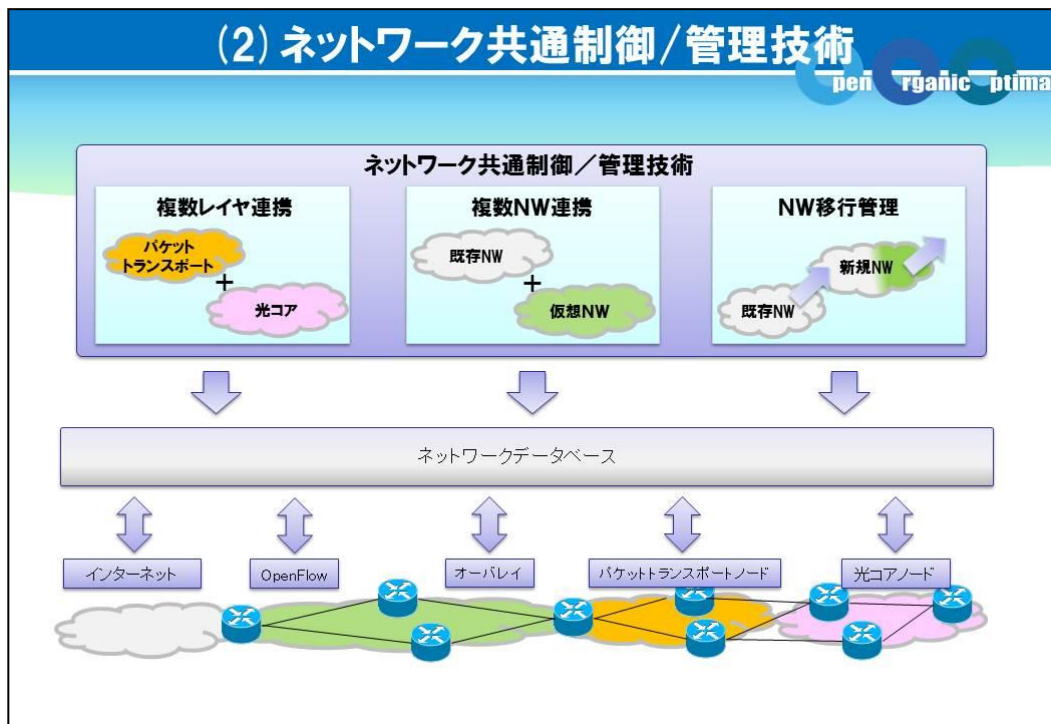 (2)ネットワーク共通制御/管理技術
Open Organic Optima
ネットワーク共通制御／管理技術
複数レイヤ連携
パケット
トランスポート
+
光コア
複数NW連携
既存NW
+
仮想NW
NW移行管理
新規NW
既存NW
ネットワークデータベース
インターネット
OpenFlow
オーバレイ
パケットトランスポートノード
光コアノード